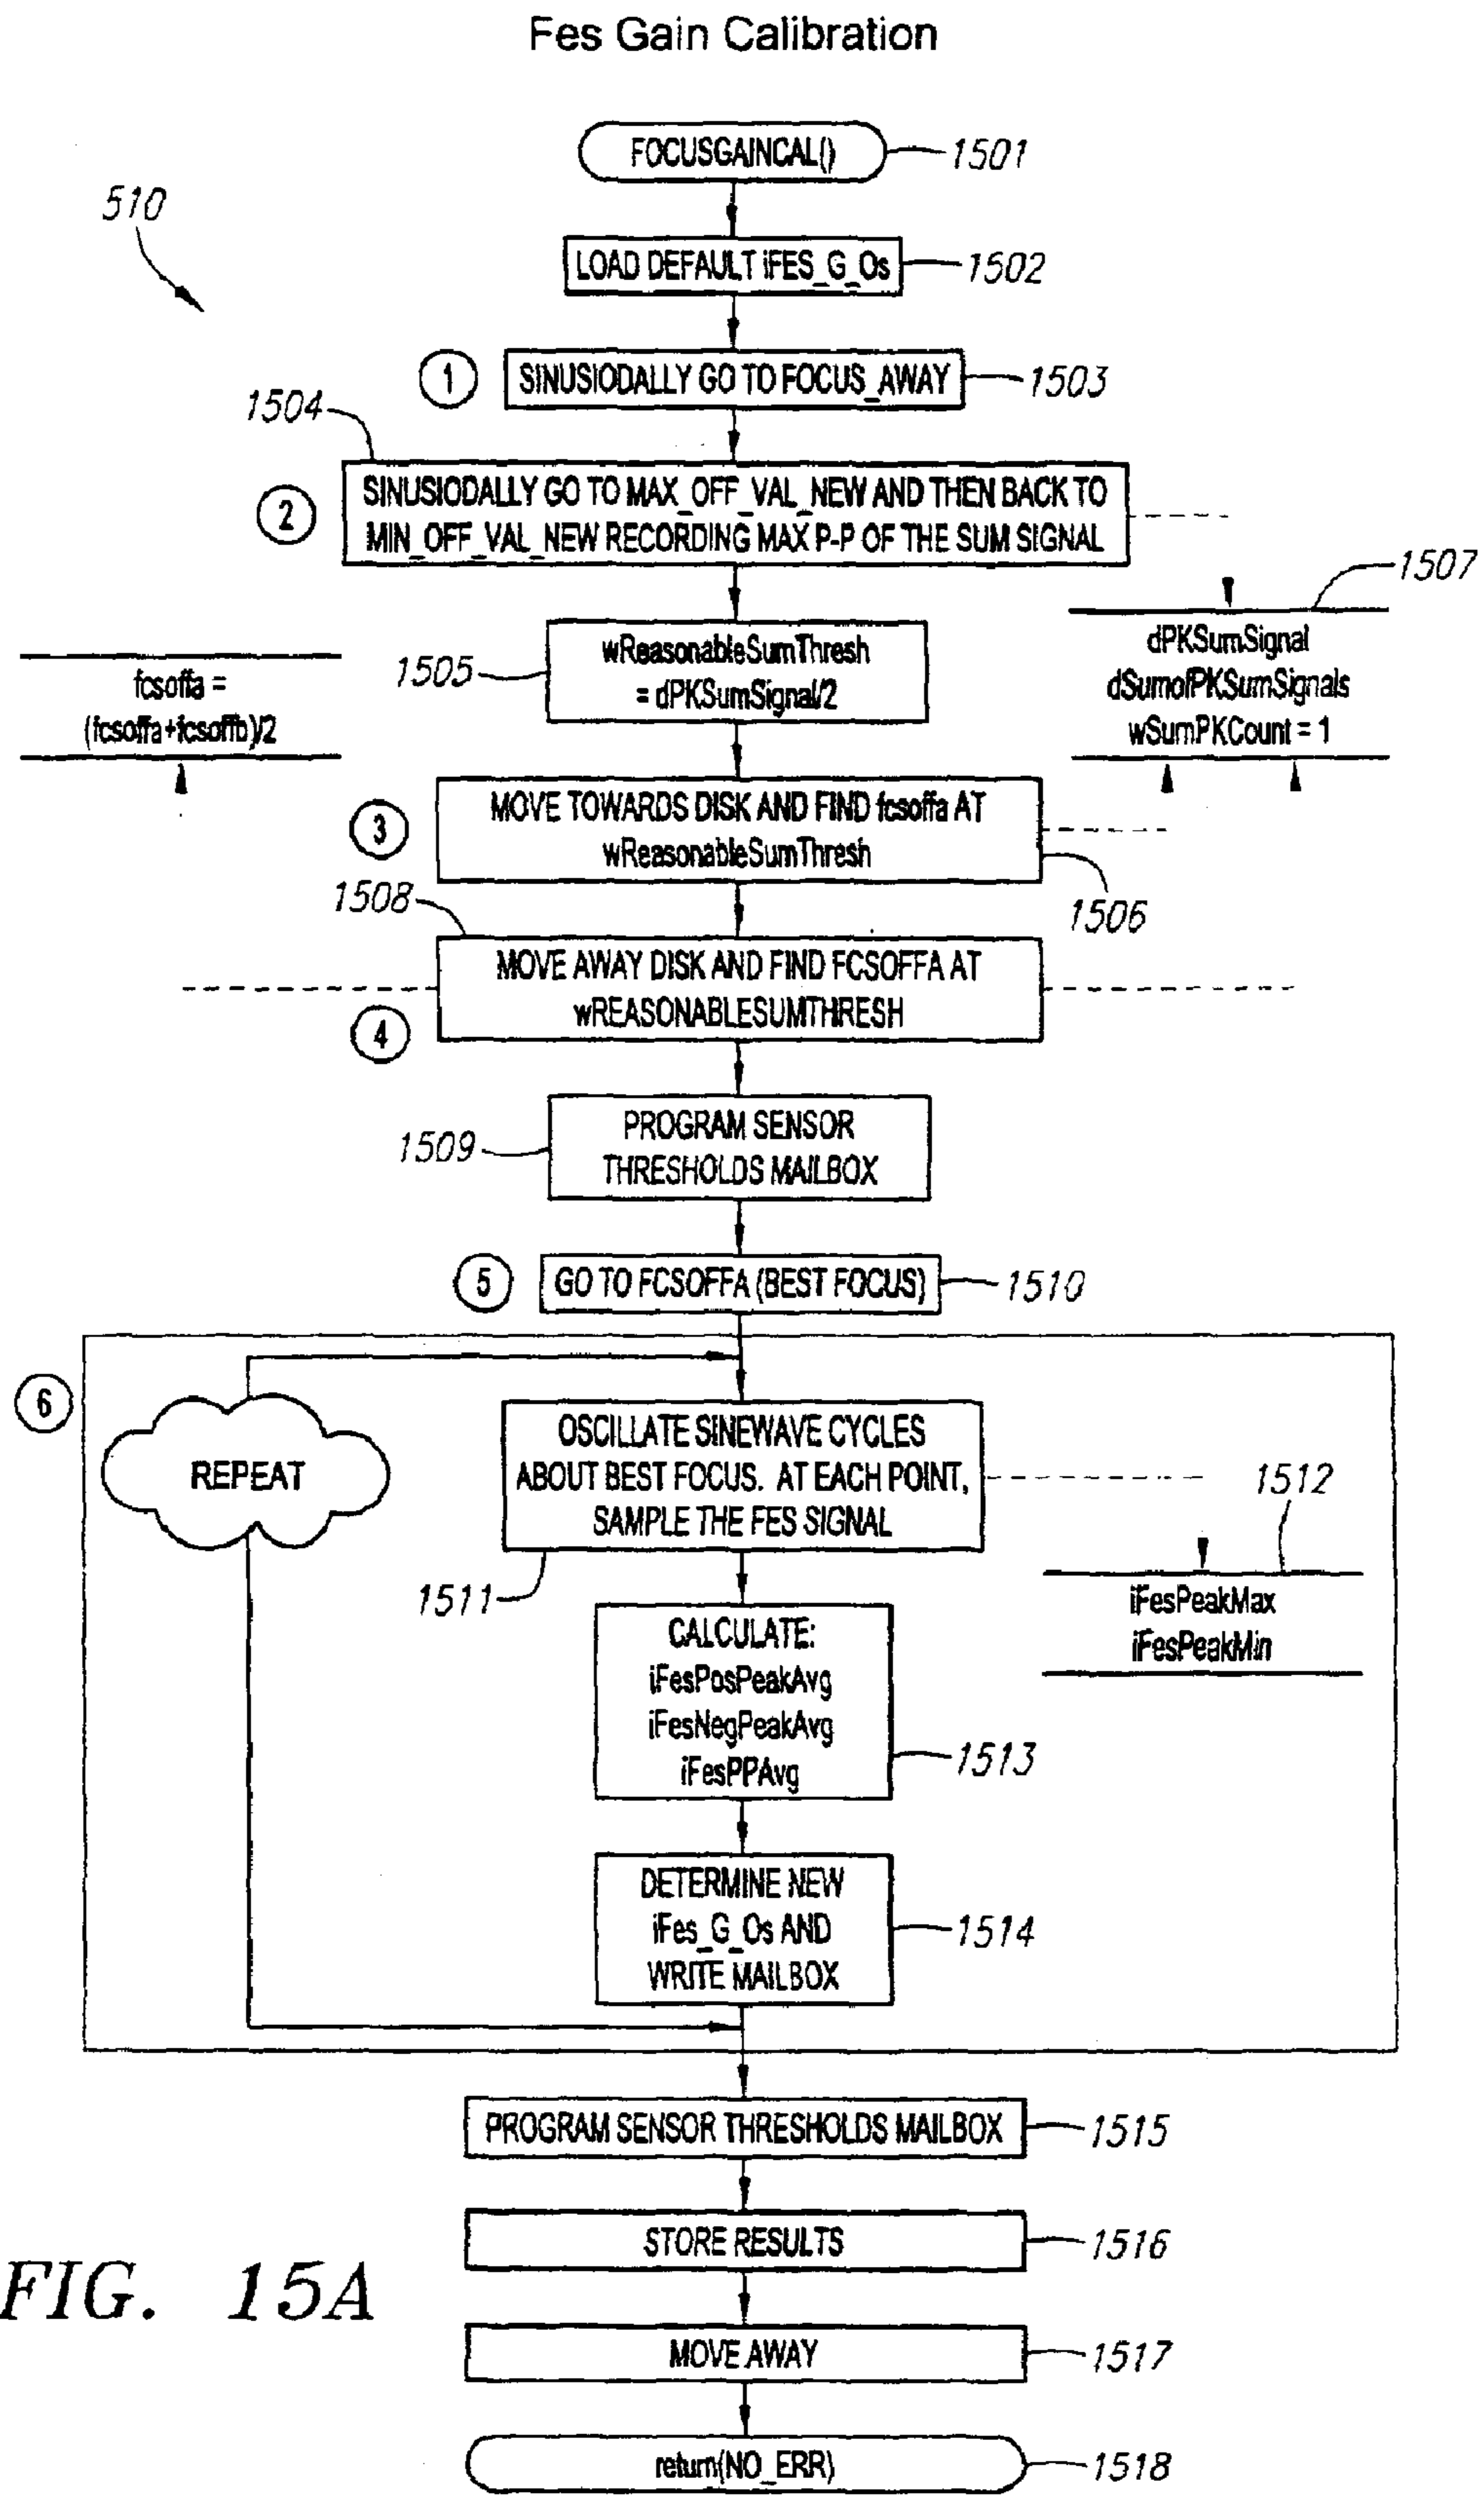 Fes Gain Calibration
FOCUSGAINCAL()
1501
510
LOAD DEFAULT iFES_G_Os
1502
1
SINUSIODALLY GO TO FOCUS_AWAY
1503
1504
2
SINUSIODALLY GO TO MAX_OFF_VAL_NEW AND THEN BACK TO
MIN_OFF_VAL_NEW RECORDING MAX P-P OF THE SUM SIGNAL
1507
fcsoffa =
(fcsoffa+fcsoffb)/2
1505
wReasonableSumThresh
= dPKSumSignal/2
dPKSumSignal
dSumofPKSumSignals
wSumPKCount = 1
3
MOVE TOWARDS DISK AND FIND fcsoffa AT
wReasonableSumThresh
1506
1508
4
MOVE AWAY DISK AND FIND FCSOFFA AT
wREASONABLESUMTHRESH
1509
PROGRAM SENSOR
THRESHOLDS MAILBOX
5
GO TO FCSOFFA (BEST FOCUS)
1510
6
REPEAT
OSCILLATE SINEWAVE CYCLES
ABOUT BEST FOCUS. AT EACH POINT,
SAMPLE THE FES SIGNAL
1511
1512
iFesPeakMax
iFesPeakMin
CALCULATE:
iFesPosPeakAvg
iFesNegPeakAvg
iFesPPAvg
1513
DETERMINE NEW
iFes_G_Os AND
WRITE MAILBOX
1514
PROGRAM SENSOR THRESHOLDS MAILBOX
1515
STORE RESULTS
1516
MOVE AWAY
1517
return(NO_ERR)
1518
FIG. 15A